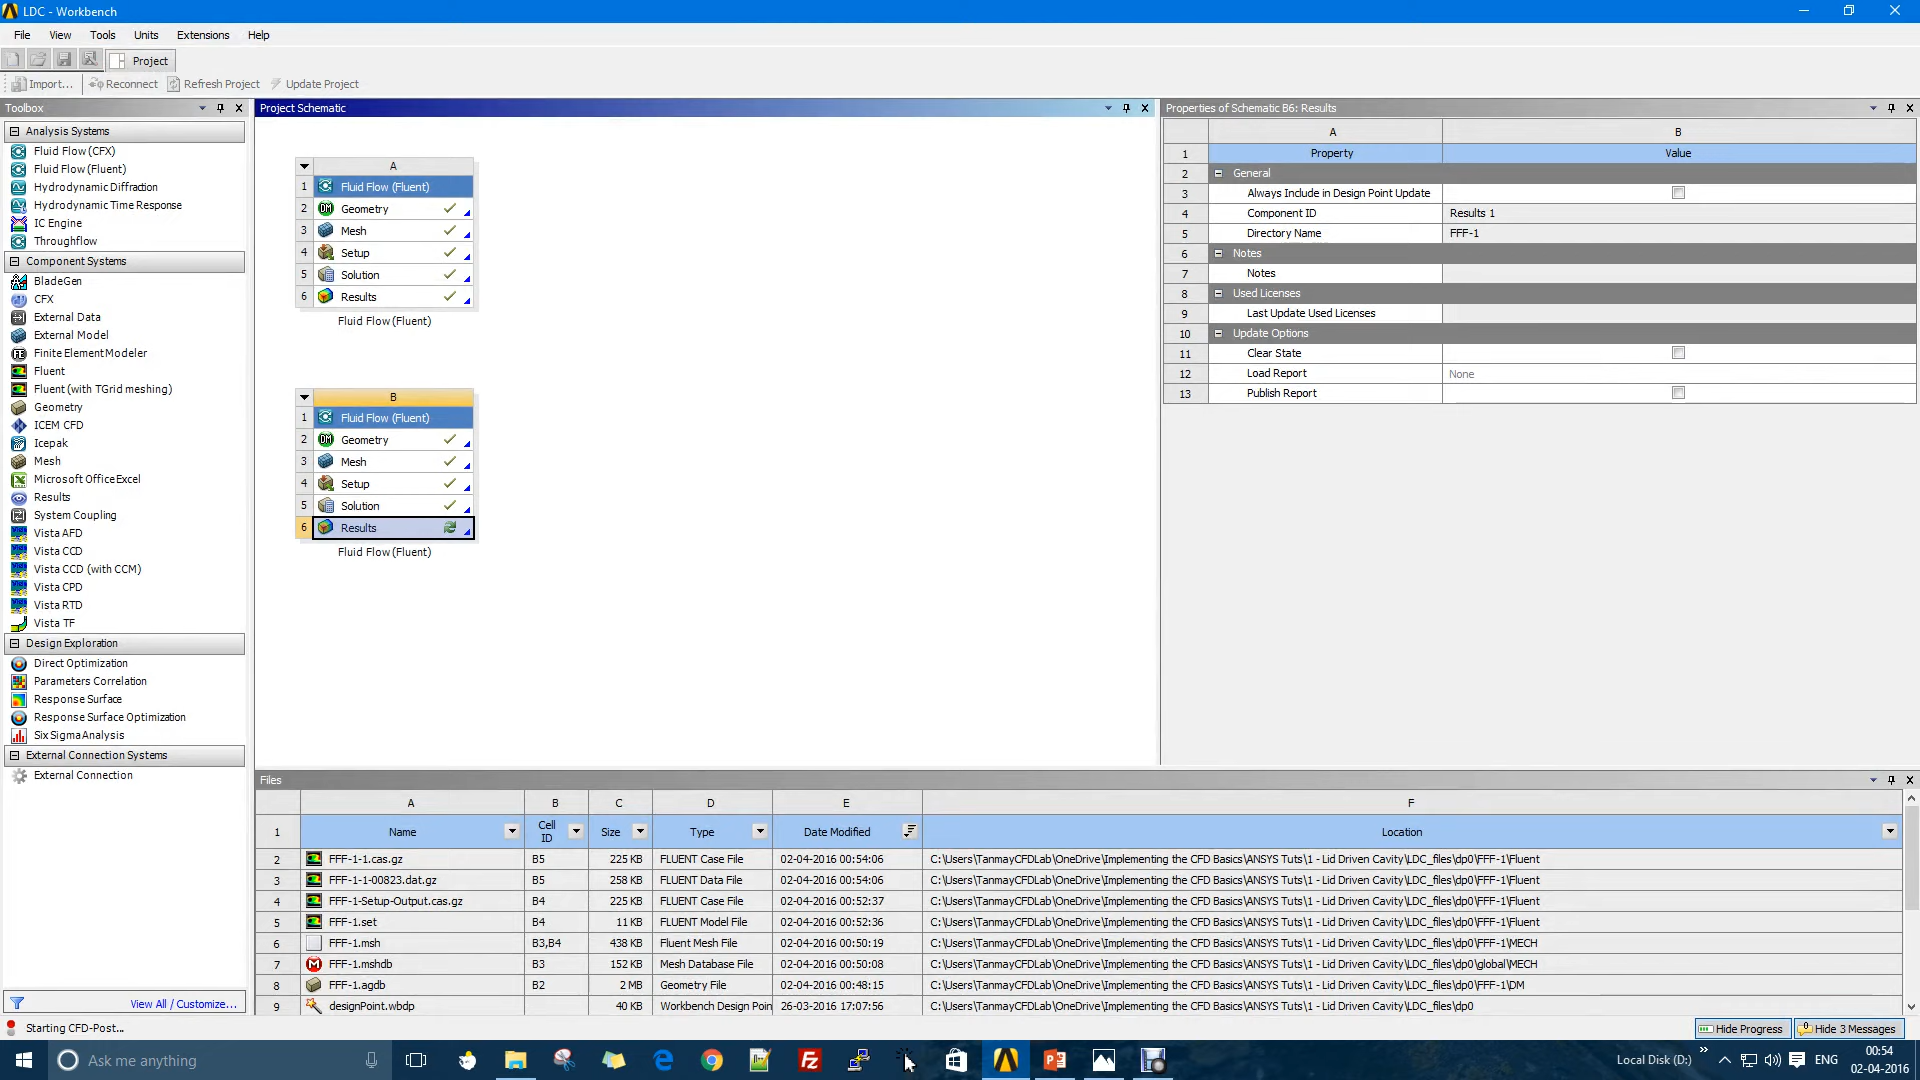 LDC - Workbench
File View Tools Units Extensions Help
Project
Import... Reconnect Refresh Project Update Project
Toolbox
Analysis Systems
Fluid Flow (CFX)
Fluid Flow (Fluent)
Hydrodynamic Diffraction
Hydrodynamic Time Response
IC Engine
Throughflow
Component Systems
BladeGen
CFX
External Data
External Model
Finite Element Modeler
Fluent
Fluent (with TGrid meshing)
Geometry
ICEM CFD
Icepak
Mesh
Microsoft Office Excel
Results
System Coupling
Vista AFD
Vista CCD
Vista CCD (with CCM)
Vista CPD
Vista RTD
Vista TF
Design Exploration
Direct Optimization
Parameters Correlation
Response Surface
Response Surface Optimization
Six Sigma Analysis
External Connection Systems
External Connection
View All / Customize...
Project Schematic
A
1 Fluid Flow (Fluent)
2 Geometry
3 Mesh
4 Setup
5 Solution
6 Results
Fluid Flow (Fluent)
B
1 Fluid Flow (Fluent)
2 Geometry
3 Mesh
4 Setup
5 Solution
6 Results
Fluid Flow (Fluent)
Properties of Schematic B6: Results
A B
1 Property Value
2 General
3 Always Include in Design Point Update
4 Component ID Results 1
5 Directory Name FFF-1
6 Notes
7 Notes
8 Used Licenses
9 Last Update Used Licenses
10 Update Options
11 Clear State
12 Load Report None
13 Publish Report
Files
A B C D E F
1 Name Cell ID Size Type Date Modified Location
2 FFF-1-1.cas.gz B5 225 KB FLUENT Case File 02-04-2016 00:54:06 C:\Users\TanmayCFDLab\OneDrive\Implementing the CFD Basics\ANSYS Tuts\1 - Lid Driven Cavity\LDC_files\dp0\FFF-1\Fluent
3 FFF-1-1-00823.dat.gz B5 258 KB FLUENT Data File 02-04-2016 00:54:06 C:\Users\TanmayCFDLab\OneDrive\Implementing the CFD Basics\ANSYS Tuts\1 - Lid Driven Cavity\LDC_files\dp0\FFF-1\Fluent
4 FFF-1-Setup-Output.cas.gz B4 225 KB FLUENT Case File 02-04-2016 00:52:37 C:\Users\TanmayCFDLab\OneDrive\Implementing the CFD Basics\ANSYS Tuts\1 - Lid Driven Cavity\LDC_files\dp0\FFF-1\Fluent
5 FFF-1.set B4 11 KB FLUENT Model File 02-04-2016 00:52:36 C:\Users\TanmayCFDLab\OneDrive\Implementing the CFD Basics\ANSYS Tuts\1 - Lid Driven Cavity\LDC_files\dp0\FFF-1\Fluent
6 FFF-1.msh B3,B4 438 KB Fluent Mesh File 02-04-2016 00:50:19 C:\Users\TanmayCFDLab\OneDrive\Implementing the CFD Basics\ANSYS Tuts\1 - Lid Driven Cavity\LDC_files\dp0\FFF-1\MECH
7 FFF-1.mshdb B3 152 KB Mesh Database File 02-04-2016 00:50:08 C:\Users\TanmayCFDLab\OneDrive\Implementing the CFD Basics\ANSYS Tuts\1 - Lid Driven Cavity\LDC_files\dp0\global\MECH
8 FFF-1.agdb B2 2 MB Geometry File 02-04-2016 00:48:15 C:\Users\TanmayCFDLab\OneDrive\Implementing the CFD Basics\ANSYS Tuts\1 - Lid Driven Cavity\LDC_files\dp0\FFF-1\DM
9 designPoint.wbdp 40 KB Workbench Design Poin 26-03-2016 17:07:56 C:\Users\TanmayCFDLab\OneDrive\Implementing the CFD Basics\ANSYS Tuts\1 - Lid Driven Cavity\LDC_files\dp0
Starting CFD-Post... Hide Progress Hide 3 Messages
Ask me anything Local Disk (D:) ENG 00:54
02-04-2016